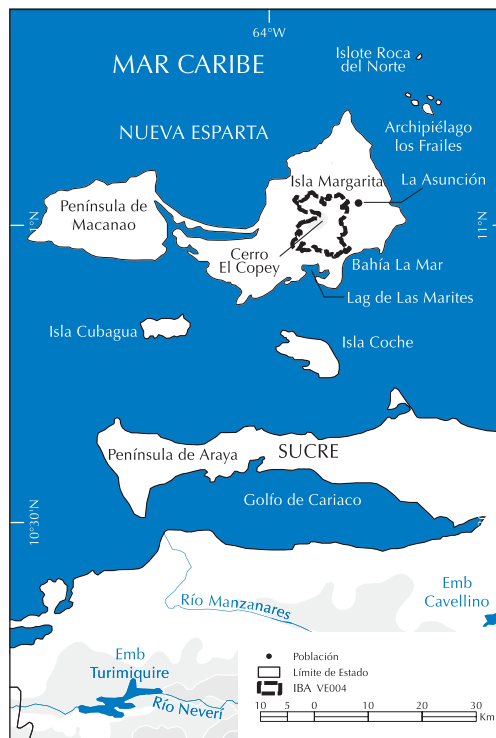 64°W
Islote Roca
del Norte
MAR CARIBE
Archipiélago
los Frailes
NUEVA ESPARTA
Isla Margarita
La Asunción
Península de
Macanao
1°N
11°N
Cerro
El Copey
Bahía La Mar
Lag de Las Marites
Isla Cubagua
Isla Coche
Península de Araya
SUCRE
Golfo de Cariaco
10°30'N
Río Manzanares
Emb
Cavellino
Emb
Turimiquire
Río Neverí
Población
Límite de Estado
IBA VE004
10 5 0 10 20 30
Km